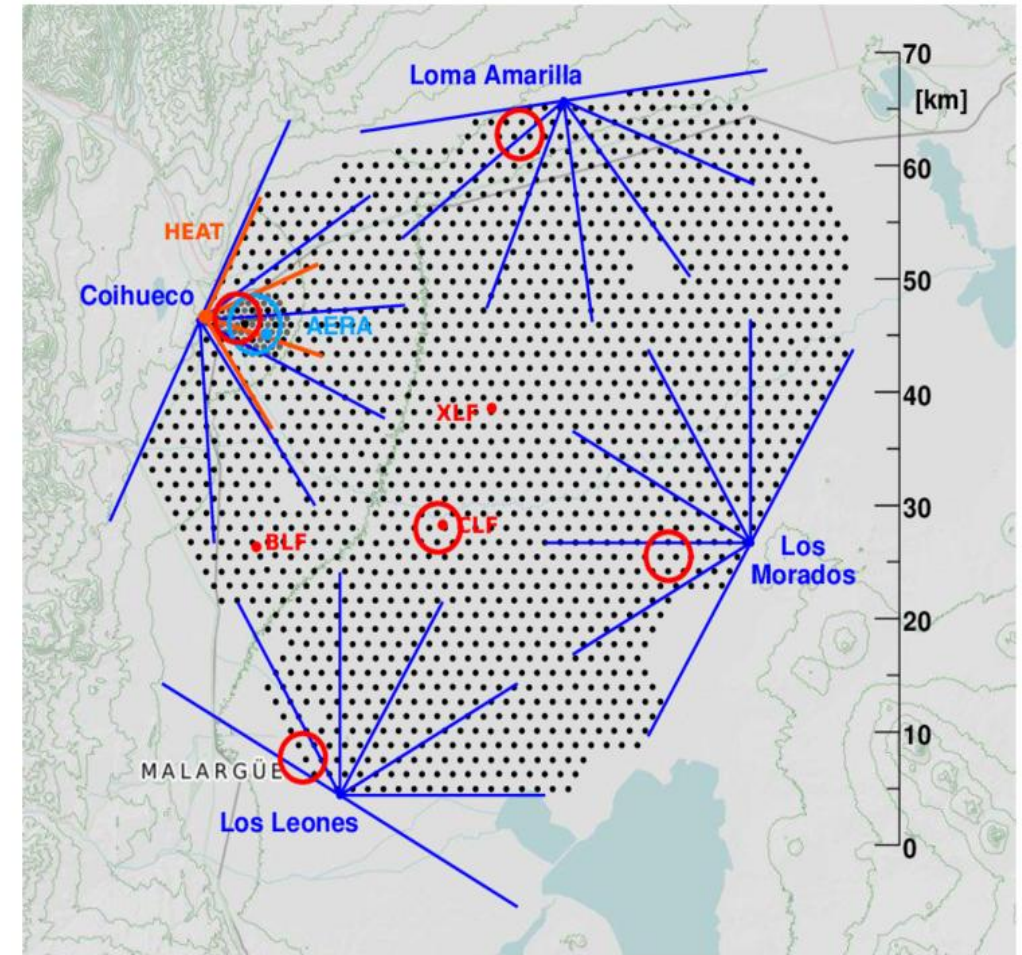 70
Loma Amarilla
[km]
60
HEAT
50
Coihueco
AERA
40
XLF
30
CLF
BLF
Los
Morados
20
10
MALARGÜE
Los Leones
0